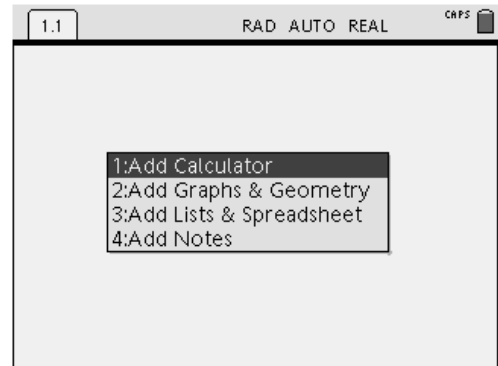 1.1 RAD AUTO REAL CAPS
1:Add Calculator
2:Add Graphs & Geometry
3:Add Lists & Spreadsheet
4:Add Notes